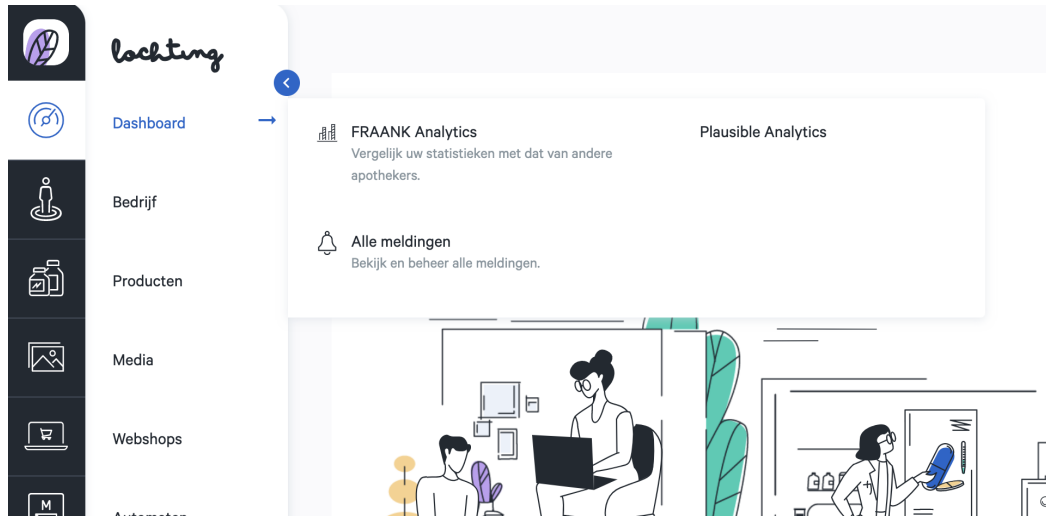 lochting
Dashboard
FRAANK Analytics
Plausible Analytics
Vergelijk uw statistieken met dat van andere
apothekers.
Bedrijf
Alle meldingen
Bekijk en beheer alle meldingen.
Producten
Media
Webshops
M